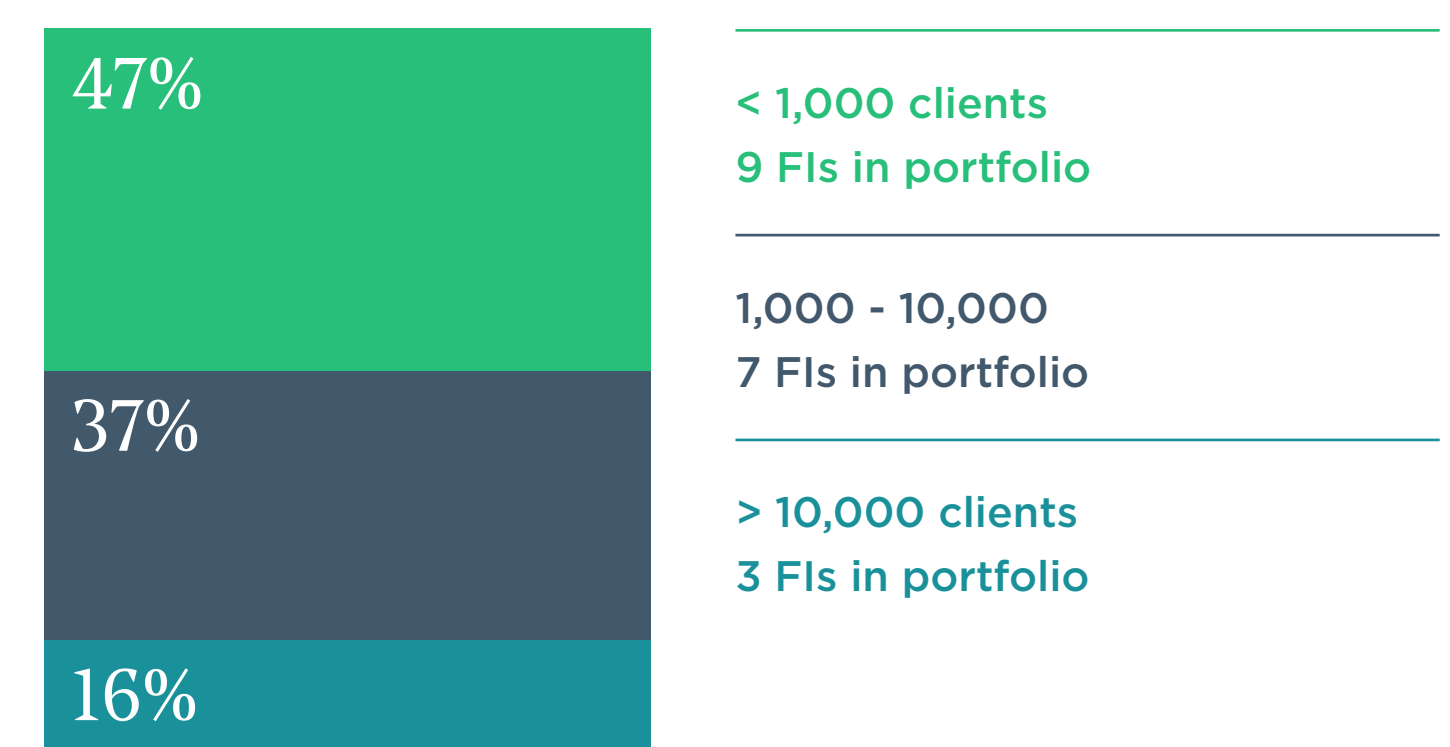 47%
< 1,000 clients
9 FIs in portfolio
37%
1,000 - 10,000
7 FIs in portfolio
16%
> 10,000 clients
3 FIs in portfolio